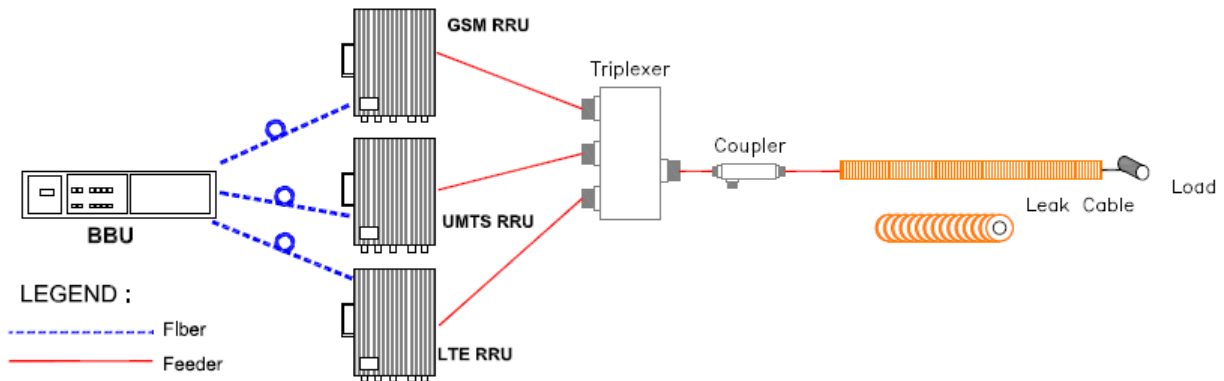 GSM RRU
Triplexer
Coupler
Leak Cable
Load
BBU
UMTS RRU
LTE RRU
LEGEND :
FIber
Feeder